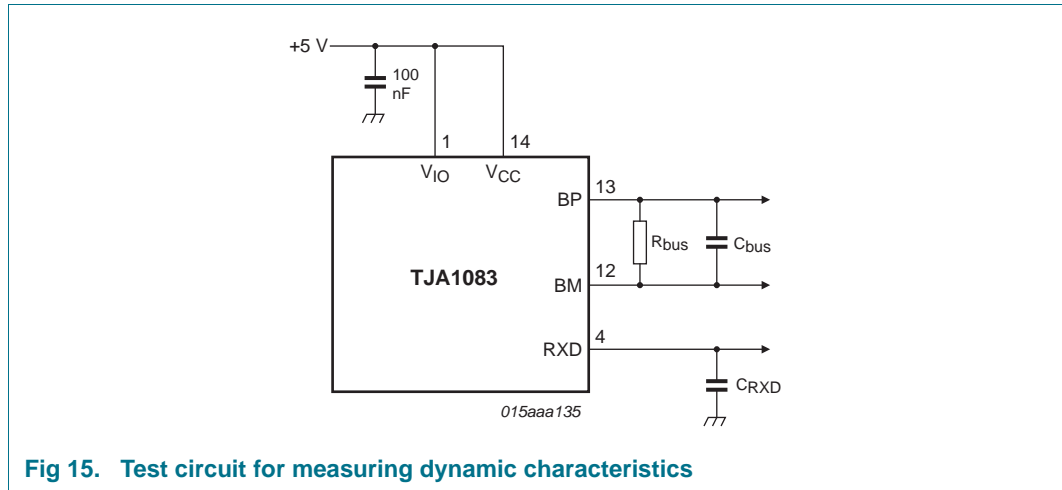 +5 V
100
nF
1
14
VIO
VCC
BP
13
Rbus
Cbus
TJA1083
BM
12
RXD
4
CRXD
015aaa135
Fig 15. Test circuit for measuring dynamic characteristics